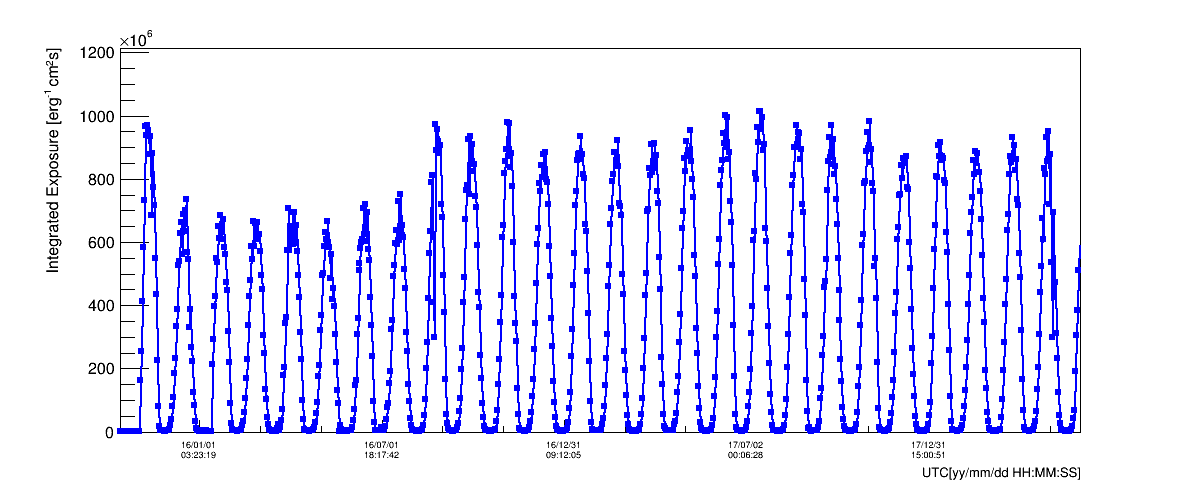 ×10⁶
Integrated Exposure [erg⁻¹ cm²s]
1200
1000
800
600
400
200
0
16/01/01 16/07/01 16/12/31 17/07/02 17/12/31
03:23:19 18:17:42 09:12:05 00:06:28 15:00:51
UTC[yy/mm/dd HH:MM:SS]